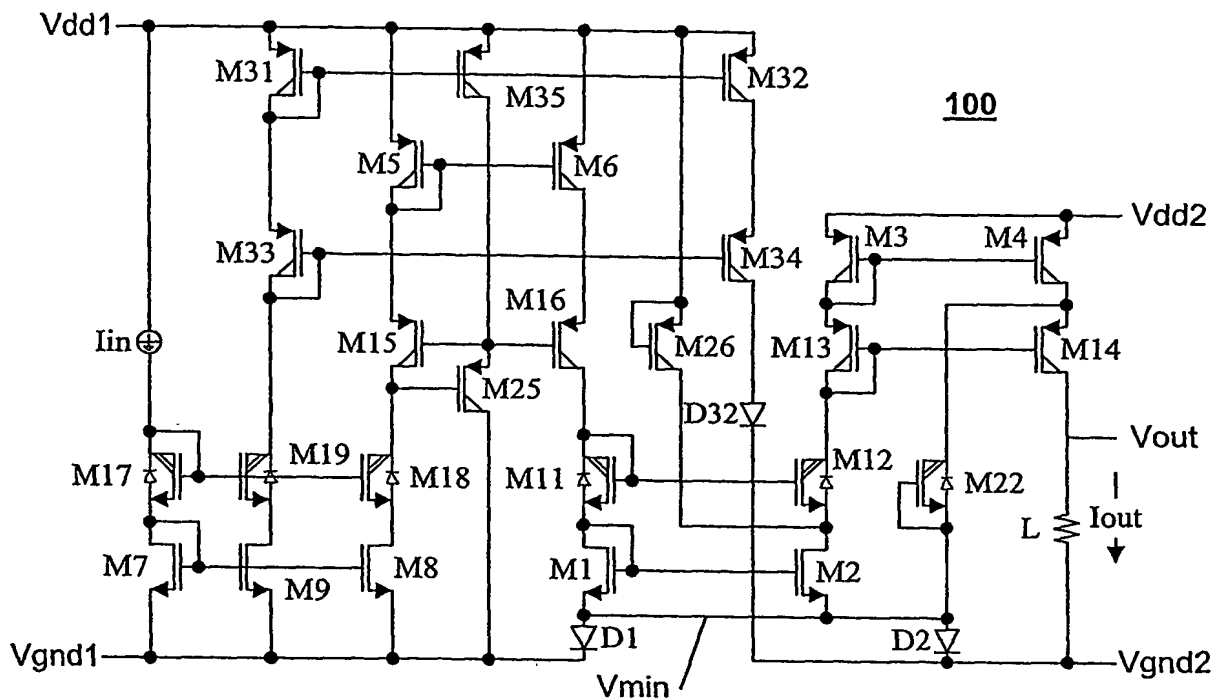 Vdd1
M31
M35
M32
100
M5
M6
Vdd2
M3
M4
M33
M34
Iin
M15
M16
M26
M13
M14
M25
D32
Vout
M17
M19
M18
M11
M12
M22
L
Iout
M7
M9
M8
M1
M2
D1
D2
Vgnd1
Vmin
Vgnd2